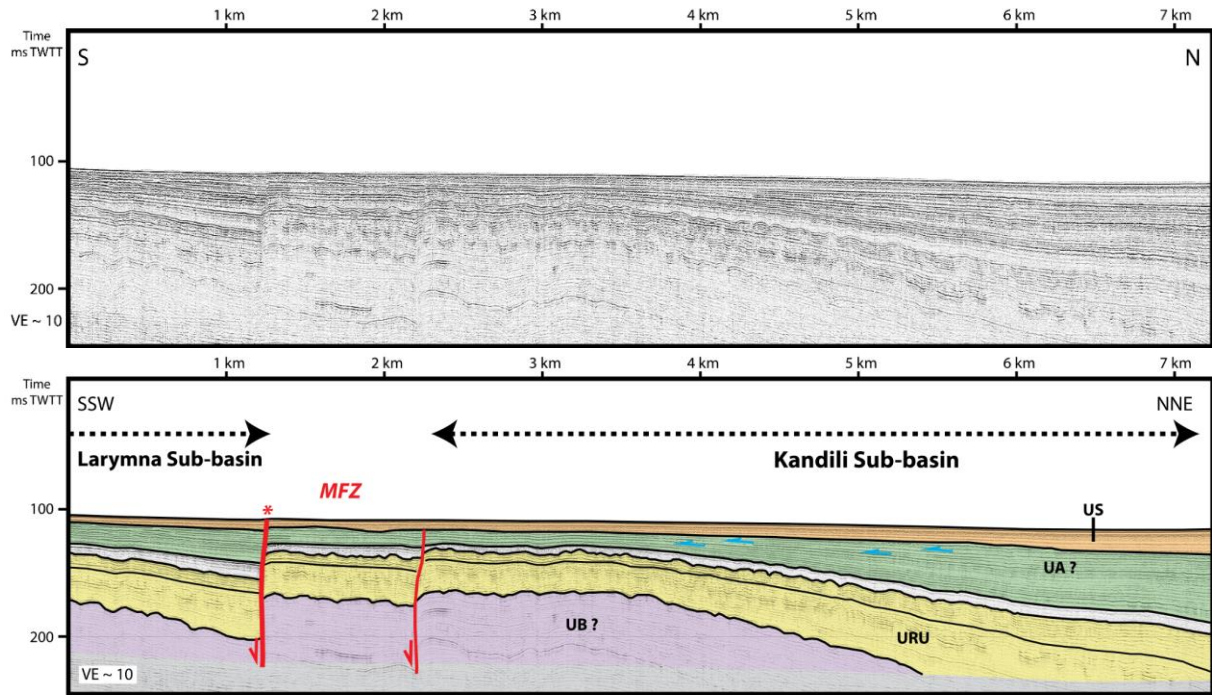 1 km 2 km 3 km 4 km 5 km 6 km 7 km
Time
ms TWTT
S N
100
200
VE ~ 10
1 km 2 km 3 km 4 km 5 km 6 km 7 km
Time
ms TWTT
SSW NNE
Larymna Sub-basin Kandili Sub-basin
MFZ
*
100 US
UA ?
UB ? URU
200
VE ~ 10